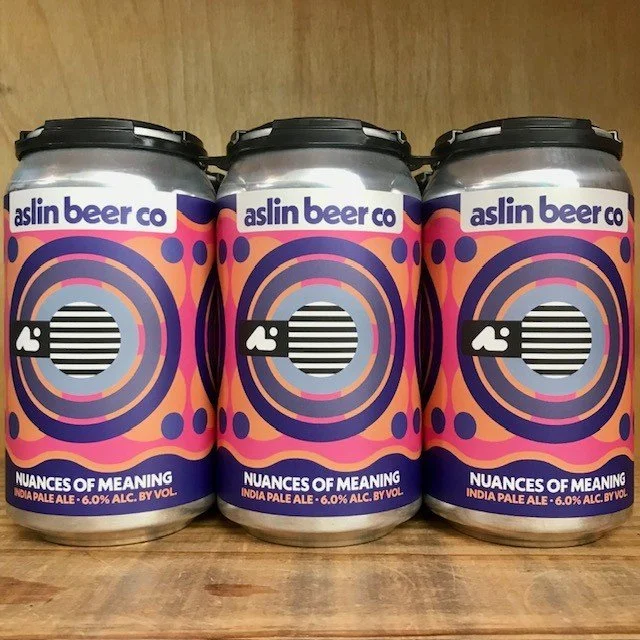 aslin beer co
NUANCES OF MEANING
INDIA PALE ALE • 6.0% ALC. BY VOL.
aslin beer co
NUANCES OF MEANING
INDIA PALE ALE • 6.0% ALC. BY VOL.
aslin beer co
NUANCES OF MEANING
INDIA PALE ALE • 6.0% ALC. BY VOL.